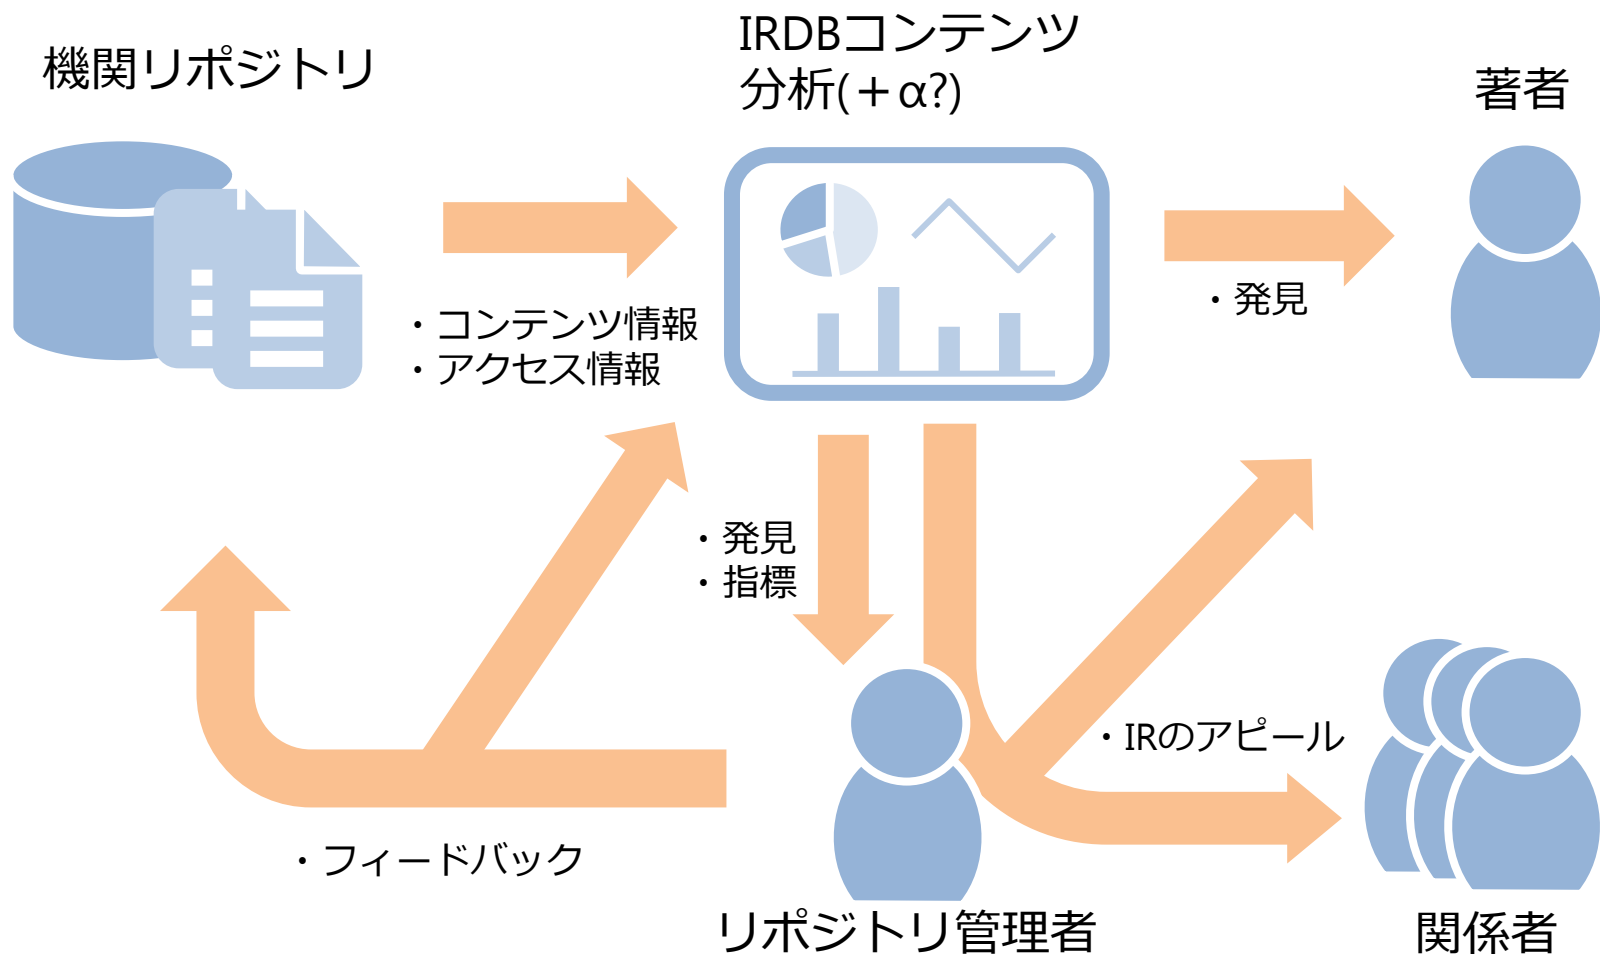 機関リポジトリ
IRDBコンテンツ
分析(＋α?)
著者
・コンテンツ情報
・アクセス情報
・発見
・発見
・指標
・IRのアピール
・フィードバック
リポジトリ管理者
関係者